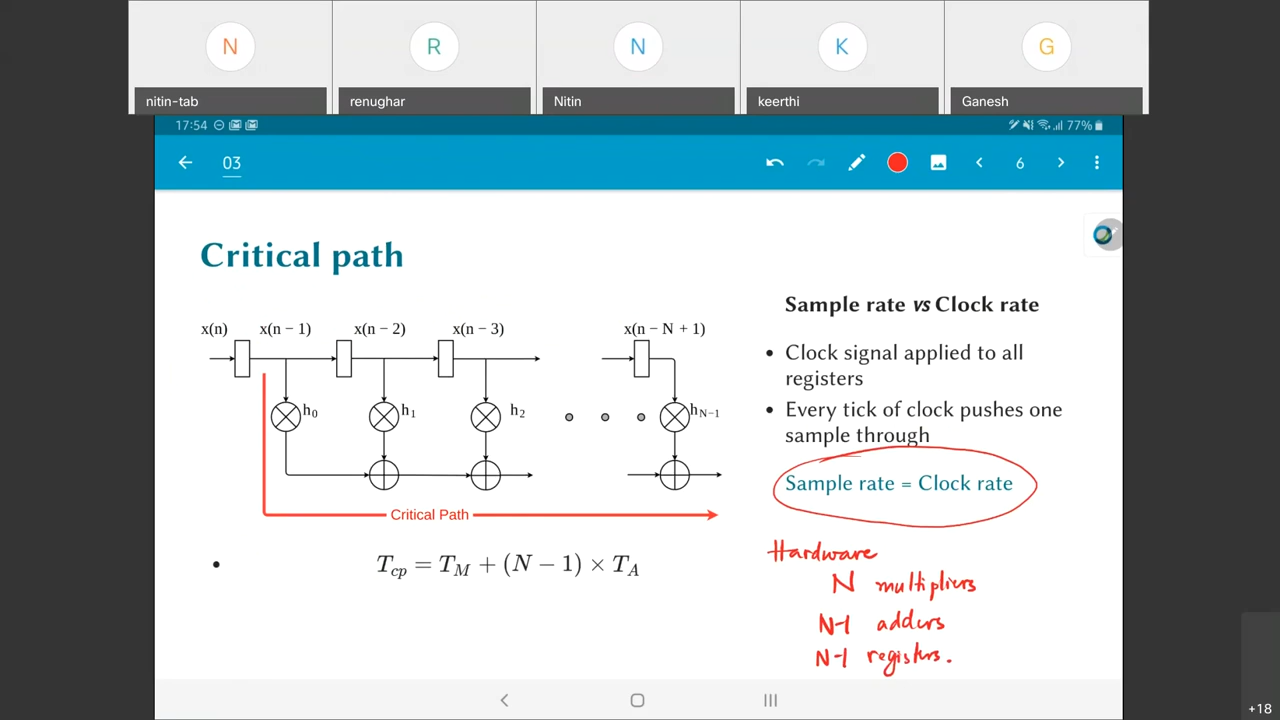 N R N K G
nitin-tab renughar Nitin keerthi Ganesh
17:54 77%
03 6
Critical path
Sample rate vs Clock rate
x(n) x(n − 1) x(n − 2) x(n − 3) x(n − N + 1)
• Clock signal applied to all
registers
• Every tick of clock pushes one
sample through
h0 h1 h2 hN−1
Sample rate = Clock rate
Critical Path
• Tcp = TM + (N − 1) × TA
Hardware
N multipliers
N-1 adders
N-1 registers.
+18